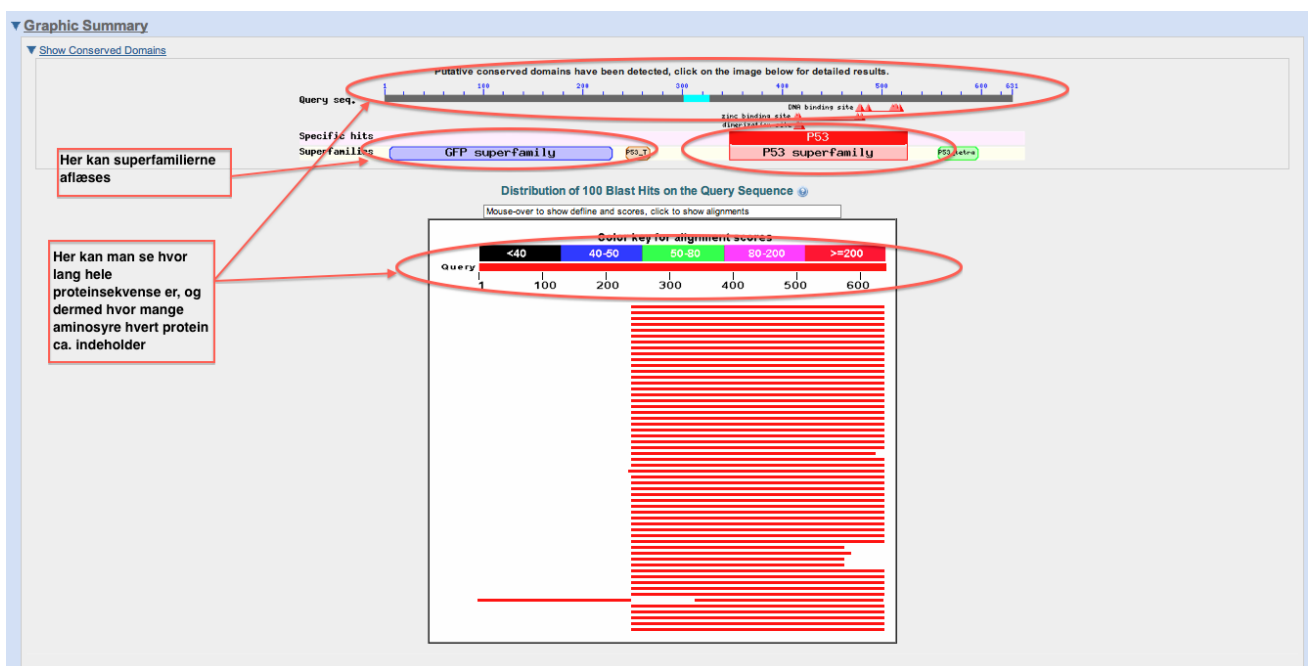 Graphic Summary
Show Conserved Domains
Putative conserved domains have been detected, click on the image below for detailed results.
1 100 200 300 400 500 600 631
Query seq.
DNA binding site
zinc binding site
dimerization site
Specific hits
P53
Superfamilies
GFP superfamily
P53_T
P53 superfamily
P53_tetra
Her kan superfamilierne
aflæses
Distribution of 100 Blast Hits on the Query Sequence
Mouse-over to show defline and scores, click to show alignments
Color key for alignment scores
<40 40-50 50-80 80-200 >=200
Query
1 100 200 300 400 500 600
Her kan man se hvor
lang hele
proteinsekvense er, og
dermed hvor mange
aminosyre hvert protein
ca. indeholder